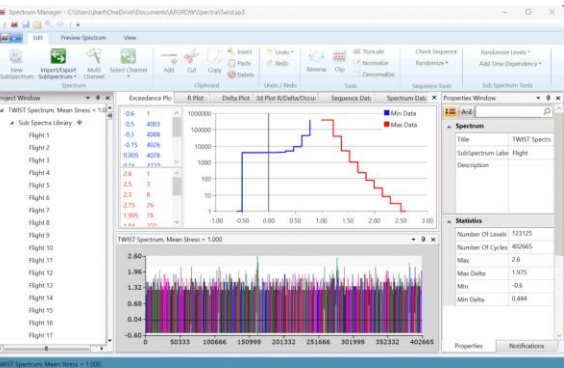 Spectrum Manager - C:\Users\jhart\OneDrive\Documents\AFGROW\Spectra\Twist.sp3
Edit Preview Spectrum View
New SubSpectrum
Import/Export SubSpectrum
Multi Channel
Select Channel
Add Cut Copy
Insert
Paste
Delete
Undo
Redo
Reverse Clip
Truncate
Normalize
Denormalize
Check Sequence
Randomize
Randomize Levels
Add Time Dependence
Spectrum Clipboard Undo / Redo Tools Sequence Tools Sub Spectrum Tools
roject Window
TWIST Spectrum, Mean Stress = 1.0
Sub Spectra Library
Flight 1
Flight 2
Flight 3
Flight 4
Flight 5
Flight 6
Flight 7
Flight 8
Flight 9
Flight 10
Flight 11
Flight 12
Flight 13
Flight 14
Flight 15
Flight 16
Flight 17
Exceedance Plo R Plot Delta Plot 3d Plot R/Delta/Occu Sequence Dat Spectrum Data
-0.6 1
-0.5 4003
-0.3 4008
-0.15 4026
0.005 4078
2.6 1
2.5 3
2.3 8
2.15 26
1.995 78
1000000
100000
10000
1000
100
10
1
-1.00 -0.50 0.00 0.50 1.00 1.50 2.00 2.50 3.00
Min Data
Max Data
TWIST Spectrum, Mean Stress = 1.000
2.60
1.96
1.32
0.68
0.04
-0.60
0 50333 100666 150999 201332 251666 301999 352332 402665
Properties Window
Spectrum
Title TWIST Spectr
SubSpectrum Labe Flight
Description
Statistics
Number Of Levels 123125
Number Of Cycles 402665
Max 2.6
Max Delta 1.975
Min -0.6
Min Delta 0.444
Properties Notifications
TWIST Spectrum, Mean Stress = 1.000